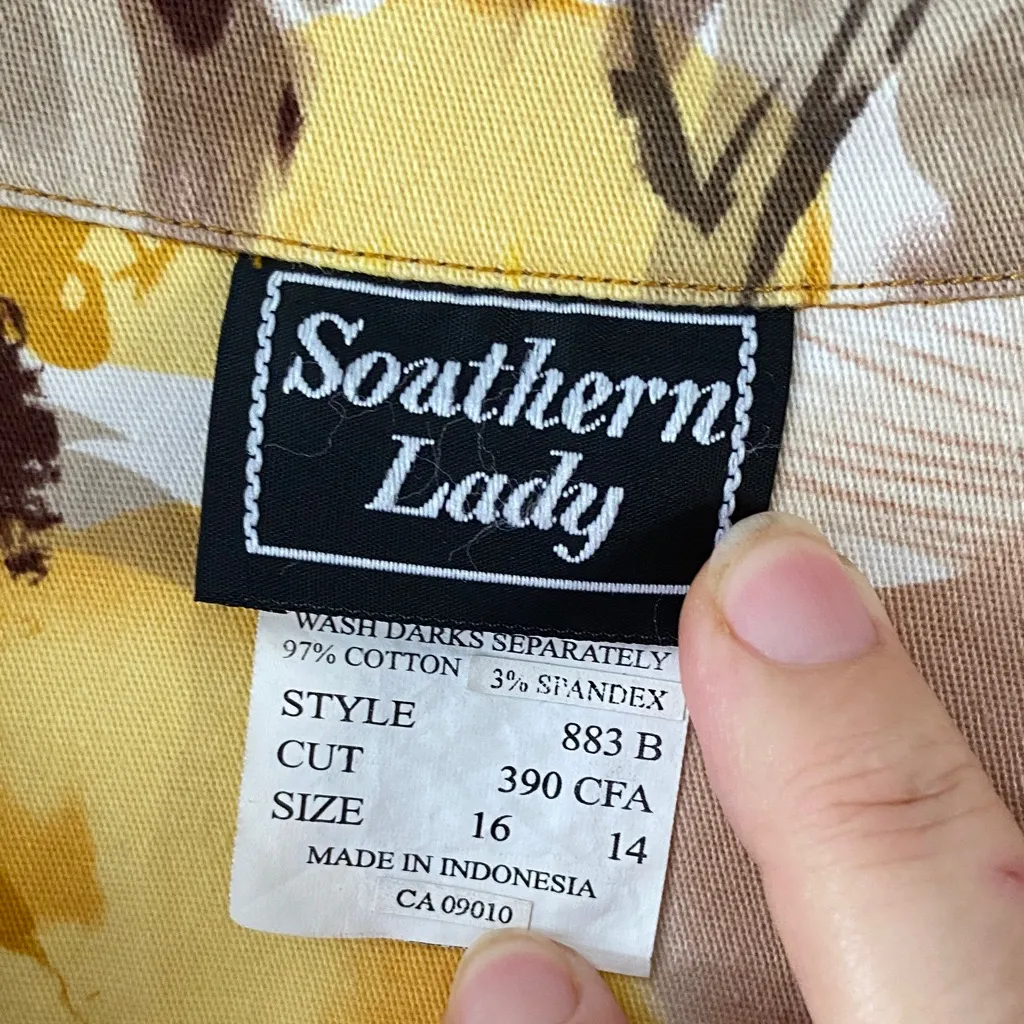 Southern
Lady
WASH DARKS SEPARATELY
97% COTTON 3% SPANDEX
STYLE 883 B
CUT 390 CFA
SIZE 16 14
MADE IN INDONESIA
CA 09010